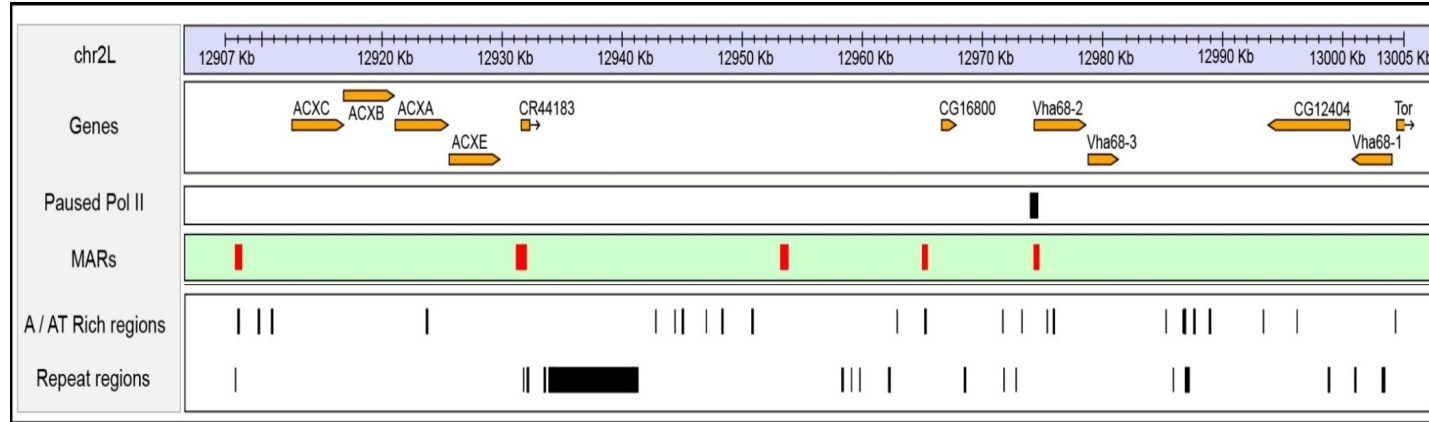 chr2L
12907 Kb 12920 Kb 12930 Kb 12940 Kb 12950 Kb 12960 Kb 12970 Kb 12980 Kb 12990 Kb 13000 Kb 13005 Kb
Genes
ACXC ACXB ACXA CR44183 CG16800 Vha68-2 CG12404 Tor
ACXE Vha68-3 Vha68-1
Paused Pol II
MARs
A / AT Rich regions
Repeat regions